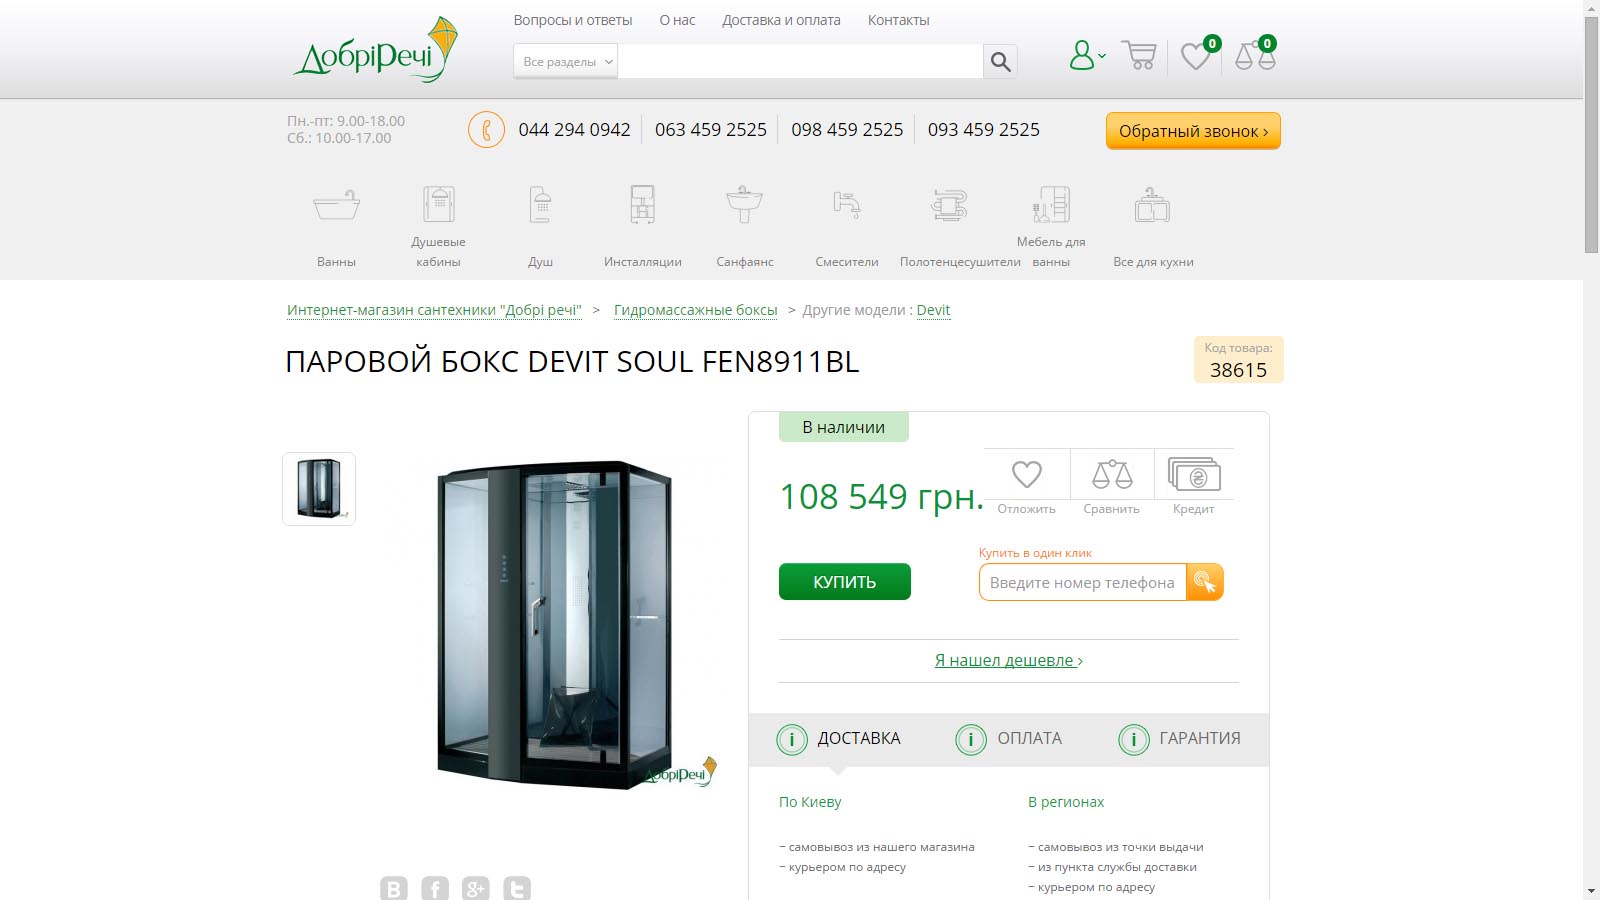 Вопросы и ответы О нас Доставка и оплата Контакты
ДобріРечі
Все разделы
0 0
Пн.-пт: 9.00-18.00
Сб.: 10.00-17.00
044 294 0942 063 459 2525 098 459 2525 093 459 2525
Обратный звонок ›
Ванны
Душевые
кабины
Душ
Инсталляции
Санфаянс
Смесители
Полотенцесушители
Мебель для
ванны
Все для кухни
Интернет-магазин сантехники "Добрі речі" > Гидромассажные боксы > Другие модели : Devit
ПАРОВОЙ БОКС DEVIT SOUL FEN8911BL
Код товара:
38615
В наличии
108 549 грн.
Отложить Сравнить Кредит
Купить в один клик
КУПИТЬ
Введите номер телефона
Я нашел дешевле ›
i ДОСТАВКА i ОПЛАТА i ГАРАНТИЯ
ДобріРечі
По Киеву
− самовывоз из нашего магазина
− курьером по адресу
В регионах
− самовывоз из точки выдачи
− из пункта службы доставки
− курьером по адресу
B f g+ t